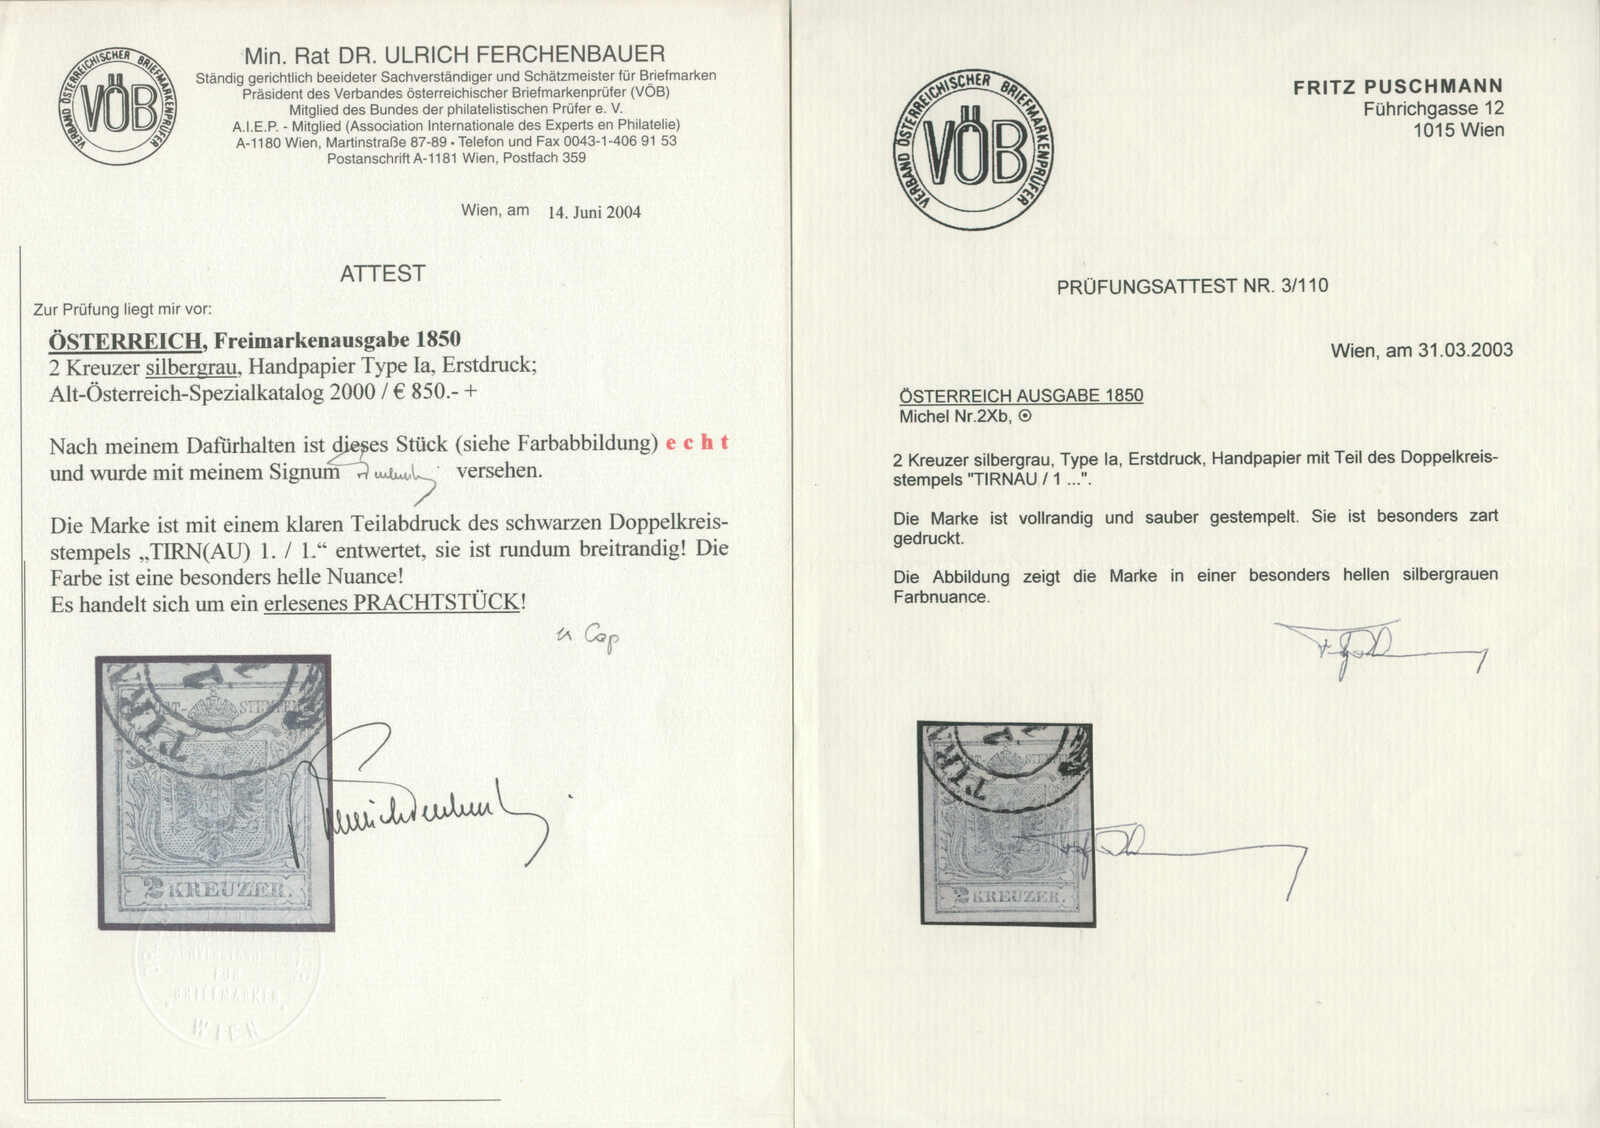 VERBAND ÖSTERREICHISCHER BRIEFMARKENPRÜFER
VÖB
Min. Rat DR. ULRICH FERCHENBAUER
Ständig gerichtlich beeideter Sachverständiger und Schätzmeister für Briefmarken
Präsident des Verbandes österreichischer Briefmarkenprüfer (VÖB)
Mitglied des Bundes der philatelistischen Prüfer e. V.
A.I.E.P. - Mitglied (Association Internationale des Experts en Philatelie)
A-1180 Wien, Martinstraße 87-89 • Telefon und Fax 0043-1-406 91 53
Postanschrift A-1181 Wien, Postfach 359
Wien, am 14. Juni 2004
ATTEST
Zur Prüfung liegt mir vor:
ÖSTERREICH, Freimarkenausgabe 1850
2 Kreuzer silbergrau, Handpapier Type Ia, Erstdruck;
Alt-Österreich-Spezialkatalog 2000 / € 850.- +
Nach meinem Dafürhalten ist dieses Stück (siehe Farbabbildung) e c h t
und wurde mit meinem Signum versehen.
Die Marke ist mit einem klaren Teilabdruck des schwarzen Doppelkreis-
stempels „TIRN(AU) 1. / 1.“ entwertet, sie ist rundum breitrandig! Die
Farbe ist eine besonders helle Nuance!
Es handelt sich um ein erlesenes PRACHTSTÜCK!
TIRN
2 KREUZER.
BRIEFMARKEN
WIEN
VERBAND ÖSTERREICHISCHER BRIEFMARKENPRÜFER
VÖB
FRITZ PUSCHMANN
Führichgasse 12
1015 Wien
PRÜFUNGSATTEST NR. 3/110
Wien, am 31.03.2003
ÖSTERREICH AUSGABE 1850
Michel Nr.2Xb, ⊙
2 Kreuzer silbergrau, Type Ia, Erstdruck, Handpapier mit Teil des Doppelkreis-
stempels "TIRNAU / 1 ...".
Die Marke ist vollrandig und sauber gestempelt. Sie ist besonders zart
gedruckt.
Die Abbildung zeigt die Marke in einer besonders hellen silbergrauen
Farbnuance.
TIRN
2 KREUZER.